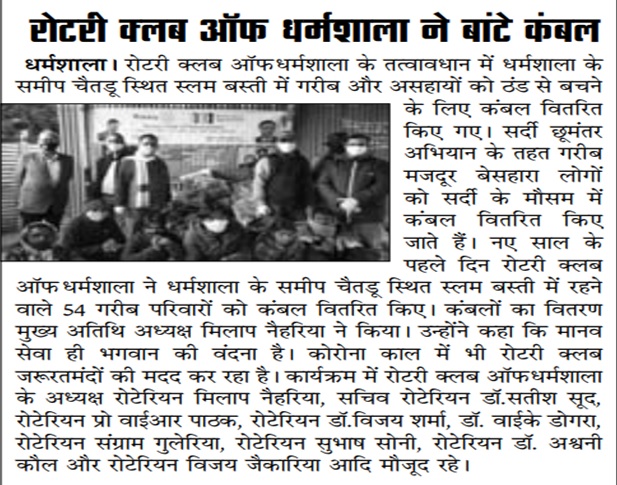 रोटरी क्लब ऑफ धर्मशाला ने बांटे कंबल
धर्मशाला। रोटरी क्लब ऑफधर्मशाला के तत्वावधान में धर्मशाला के
समीप चैतडू स्थित स्लम बस्ती में गरीब और असहायों को ठंड से बचने
के लिए कंबल वितरित
किए गए। सर्दी छूमंतर
अभियान के तहत गरीब
मजदूर बेसहारा लोगों
को सर्दी के मौसम में
कंबल वितरित किए
जाते हैं। नए साल के
पहले दिन रोटरी क्लब
ऑफधर्मशाला ने धर्मशाला के समीप चैतडू स्थित स्लम बस्ती में रहने
वाले 54 गरीब परिवारों को कंबल वितरित किए। कंबलों का वितरण
मुख्य अतिथि अध्यक्ष मिलाप नैहरिया ने किया। उन्होंने कहा कि मानव
सेवा ही भगवान की वंदना है। कोरोना काल में भी रोटरी क्लब
जरूरतमंदों की मदद कर रहा है। कार्यक्रम में रोटरी क्लब ऑफधर्मशाला
के अध्यक्ष रोटेरियन मिलाप नैहरिया, सचिव रोटेरियन डॉ.सतीश सूद,
रोटेरियन प्रो वाईआर पाठक, रोटेरियन डॉ.विजय शर्मा, डॉ. वाईके डोगरा,
रोटेरियन संग्राम गुलेरिया, रोटेरियन सुभाष सोनी, रोटेरियन डॉ. अश्वनी
कौल और रोटेरियन विजय जैकारिया आदि मौजूद रहे।